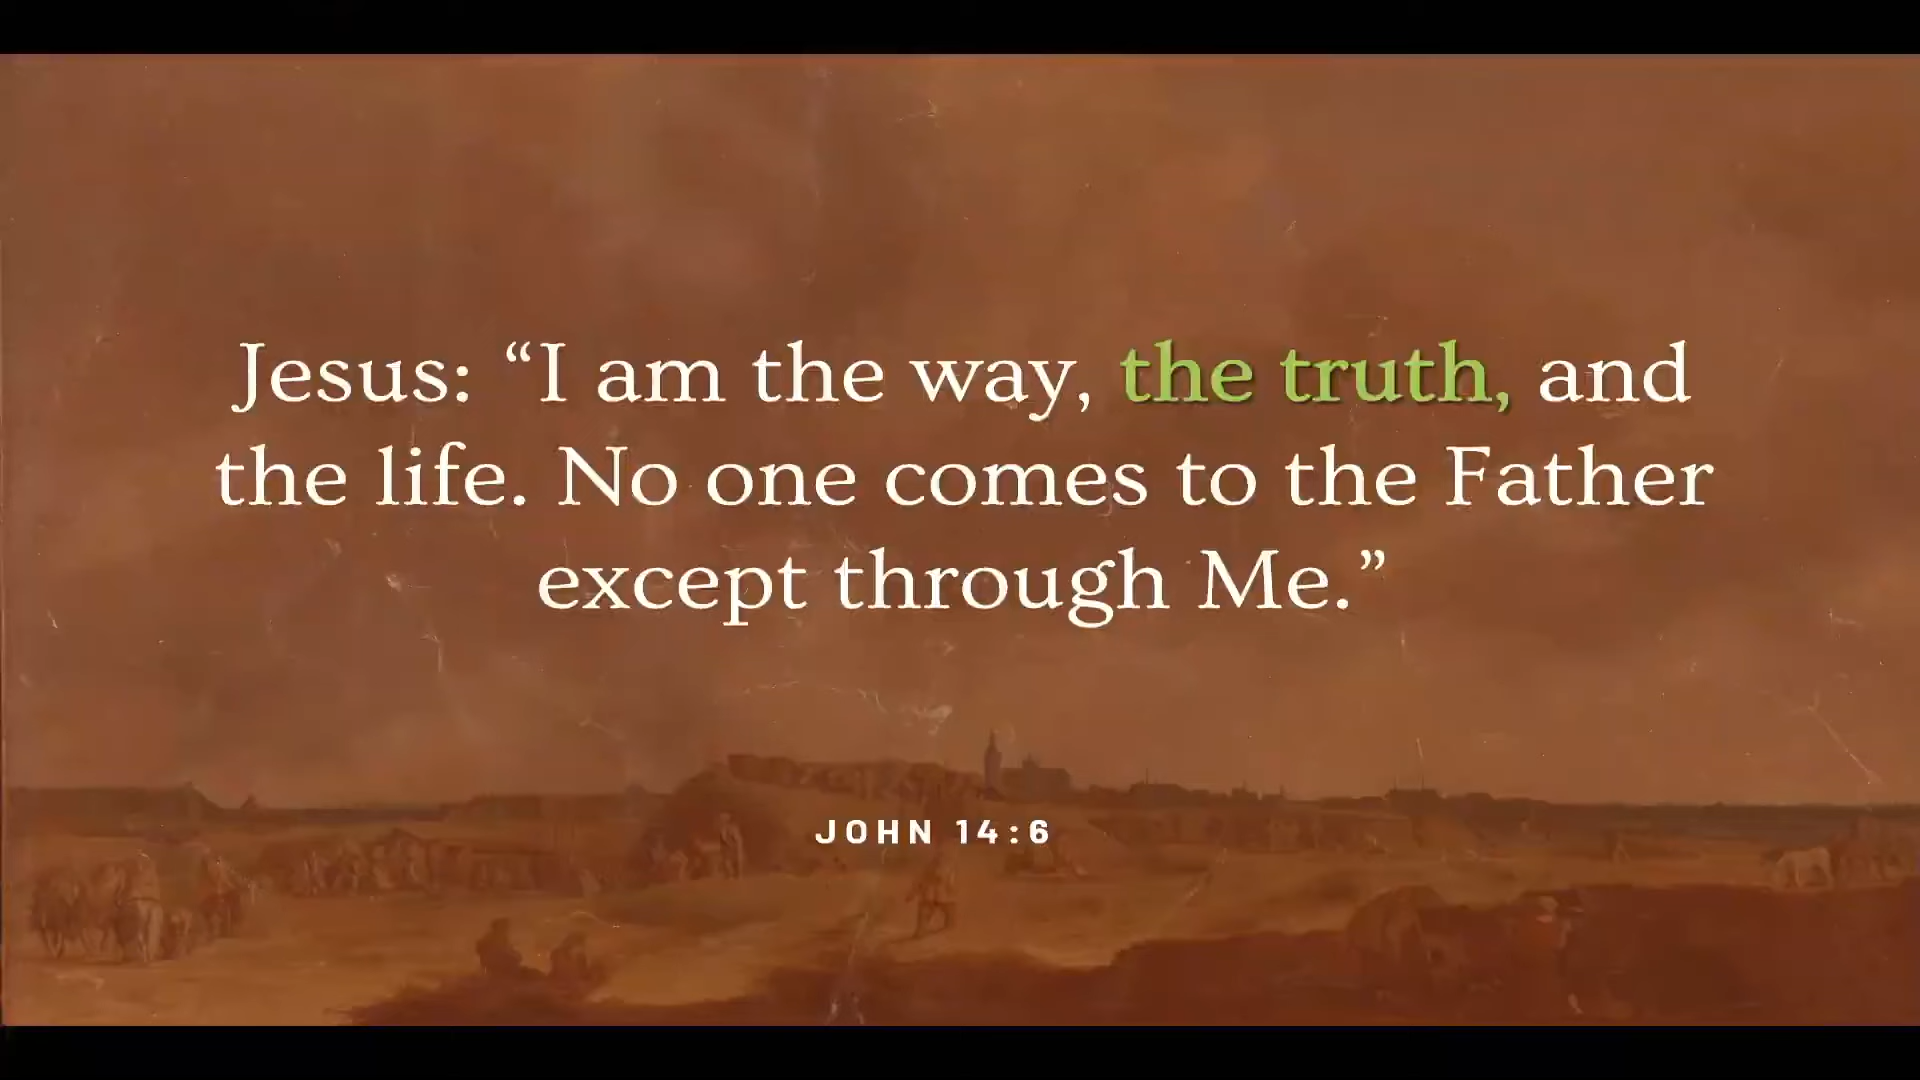 Jesus: “I am the way, the truth, and
the life. No one comes to the Father
except through Me.”
JOHN 14:6